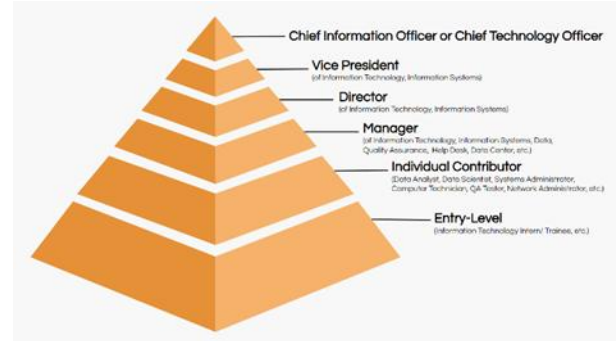 Chief Information Officer or Chief Technology Officer
Vice President
(of Information Technology, Information Systems)
Director
(of Information Technology, Information Systems)
Manager
(of Information Technology, Information Systems, Data,
Quality Assurance, Help Desk, Data Center, etc.)
Individual Contributor
(Data Analyst, Data Scientist, Systems Administrator,
Computer Technician, QA Tester, Network Administrator, etc.)
Entry-Level
(Information Technology Intern/ Trainee, etc.)